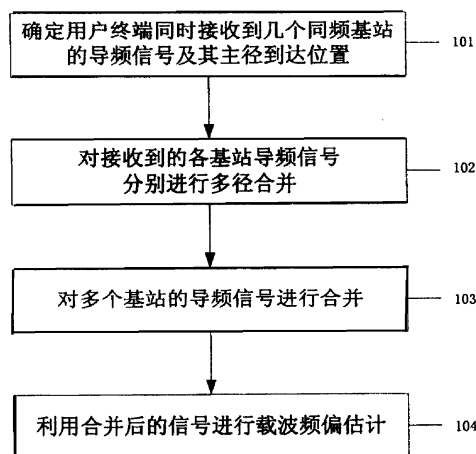 确定用户终端同时接收到几个同频基站
的导频信号及其主径到达位置
101
对接收到的各基站导频信号
分别进行多径合并
102
对多个基站的导频信号进行合并
103
利用合并后的信号进行载波频偏估计
104